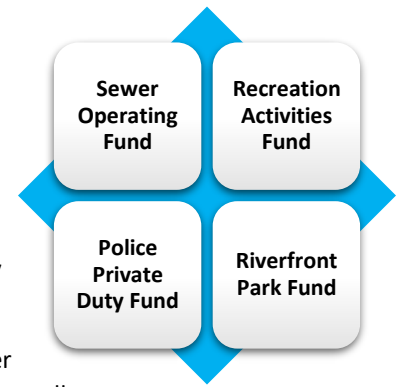 Sewer
Operating
Fund
Recreation
Activities
Fund
Police
Private
Duty Fund
Riverfront
Park Fund